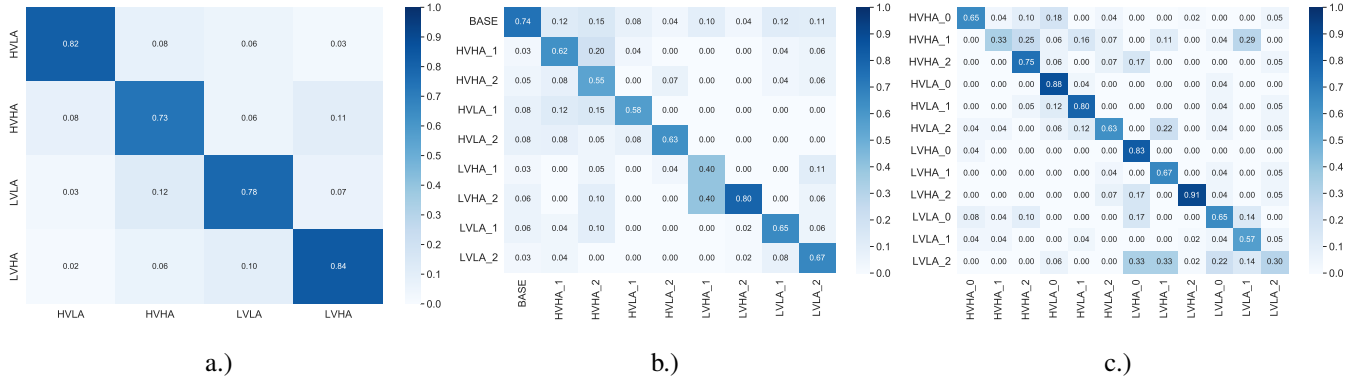 HVLA 0.82 0.08 0.06 0.03
HVHA 0.08 0.73 0.06 0.11
LVLA 0.03 0.12 0.78 0.07
LVHA 0.02 0.06 0.10 0.84
HVLA HVHA LVLA LVHA
1.0
0.9
0.8
0.7
0.6
0.5
0.4
0.3
0.2
0.1
0.0
a.)
BASE 0.74 0.12 0.15 0.08 0.04 0.10 0.04 0.12 0.11
HVHA_1 0.03 0.62 0.20 0.04 0.00 0.00 0.00 0.04 0.06
HVHA_2 0.05 0.08 0.55 0.00 0.07 0.00 0.00 0.04 0.06
HVLA_1 0.08 0.12 0.15 0.58 0.00 0.00 0.00 0.00 0.00
HVLA_2 0.08 0.08 0.05 0.08 0.63 0.00 0.00 0.00 0.00
LVHA_1 0.03 0.00 0.05 0.00 0.04 0.40 0.00 0.00 0.11
LVHA_2 0.06 0.00 0.10 0.00 0.00 0.40 0.80 0.00 0.06
LVLA_1 0.06 0.04 0.10 0.00 0.00 0.00 0.02 0.65 0.06
LVLA_2 0.03 0.04 0.00 0.00 0.00 0.00 0.02 0.08 0.67
BASE HVHA_1 HVHA_2 HVLA_1 HVLA_2 LVHA_1 LVHA_2 LVLA_1 LVLA_2
1.0
0.9
0.8
0.7
0.6
0.5
0.4
0.3
0.2
0.1
0.0
b.)
HVHA_0 0.65 0.04 0.10 0.18 0.00 0.04 0.00 0.00 0.02 0.00 0.00 0.05
HVHA_1 0.00 0.33 0.25 0.06 0.16 0.07 0.00 0.11 0.00 0.04 0.29 0.00
HVHA_2 0.00 0.00 0.75 0.06 0.00 0.07 0.17 0.00 0.00 0.04 0.00 0.05
HVLA_0 0.00 0.00 0.00 0.88 0.04 0.00 0.00 0.00 0.00 0.04 0.00 0.05
HVLA_1 0.00 0.00 0.05 0.12 0.80 0.04 0.00 0.00 0.00 0.04 0.00 0.05
HVLA_2 0.04 0.04 0.00 0.06 0.12 0.63 0.00 0.22 0.00 0.04 0.00 0.05
LVHA_0 0.04 0.00 0.00 0.00 0.00 0.00 0.83 0.00 0.00 0.00 0.00 0.00
LVHA_1 0.00 0.00 0.00 0.00 0.00 0.04 0.00 0.67 0.00 0.00 0.00 0.05
LVHA_2 0.00 0.00 0.00 0.00 0.00 0.07 0.17 0.00 0.91 0.04 0.00 0.05
LVLA_0 0.08 0.04 0.10 0.00 0.00 0.00 0.17 0.00 0.02 0.65 0.14 0.00
LVLA_1 0.04 0.04 0.00 0.00 0.00 0.00 0.00 0.00 0.02 0.04 0.57 0.05
LVLA_2 0.00 0.00 0.00 0.06 0.00 0.00 0.33 0.33 0.02 0.22 0.14 0.30
HVHA_0 HVHA_1 HVHA_2 HVLA_0 HVLA_1 HVLA_2 LVHA_0 LVHA_1 LVHA_2 LVLA_0 LVLA_1 LVLA_2
1.0
0.9
0.8
0.7
0.6
0.5
0.4
0.3
0.2
0.1
0.0
c.)